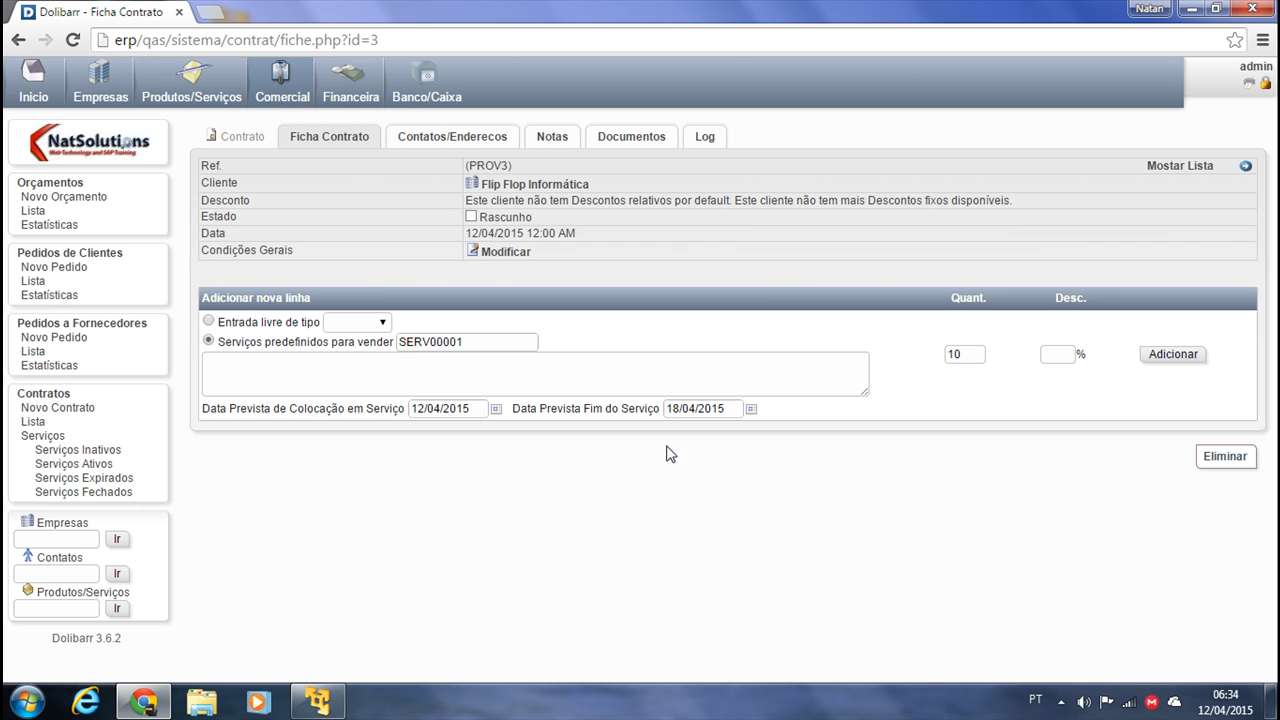 Dolibarr - Ficha Contrato
Natan
erp/qas/sistema/contrat/fiche.php?id=3
Inicio
Empresas
Produtos/Serviços
Comercial
Financeira
Banco/Caixa
admin
NatSolutions
Web Technology and SAP Training
Contrato
Ficha Contrato
Contatos/Enderecos
Notas
Documentos
Log
Orçamentos
Novo Orçamento
Lista
Estatísticas
Pedidos de Clientes
Novo Pedido
Lista
Estatísticas
Pedidos a Fornecedores
Novo Pedido
Lista
Estatísticas
Contratos
Novo Contrato
Lista
Serviços
Serviços Inativos
Serviços Ativos
Serviços Expirados
Serviços Fechados
Empresas
Ir
Contatos
Ir
Produtos/Serviços
Ir
Dolibarr 3.6.2
Ref. (PROV3) Mostar Lista
Cliente Flip Flop Informática
Desconto Este cliente não tem Descontos relativos por default. Este cliente não tem mais Descontos fixos disponíveis.
Estado Rascunho
Data 12/04/2015 12:00 AM
Condições Gerais Modificar
Adicionar nova linha Quant. Desc.
Entrada livre de tipo
Serviços predefinidos para vender SERV00001
10 % Adicionar
Data Prevista de Colocação em Serviço 12/04/2015 Data Prevista Fim do Serviço 18/04/2015
Eliminar
PT
06:34
12/04/2015